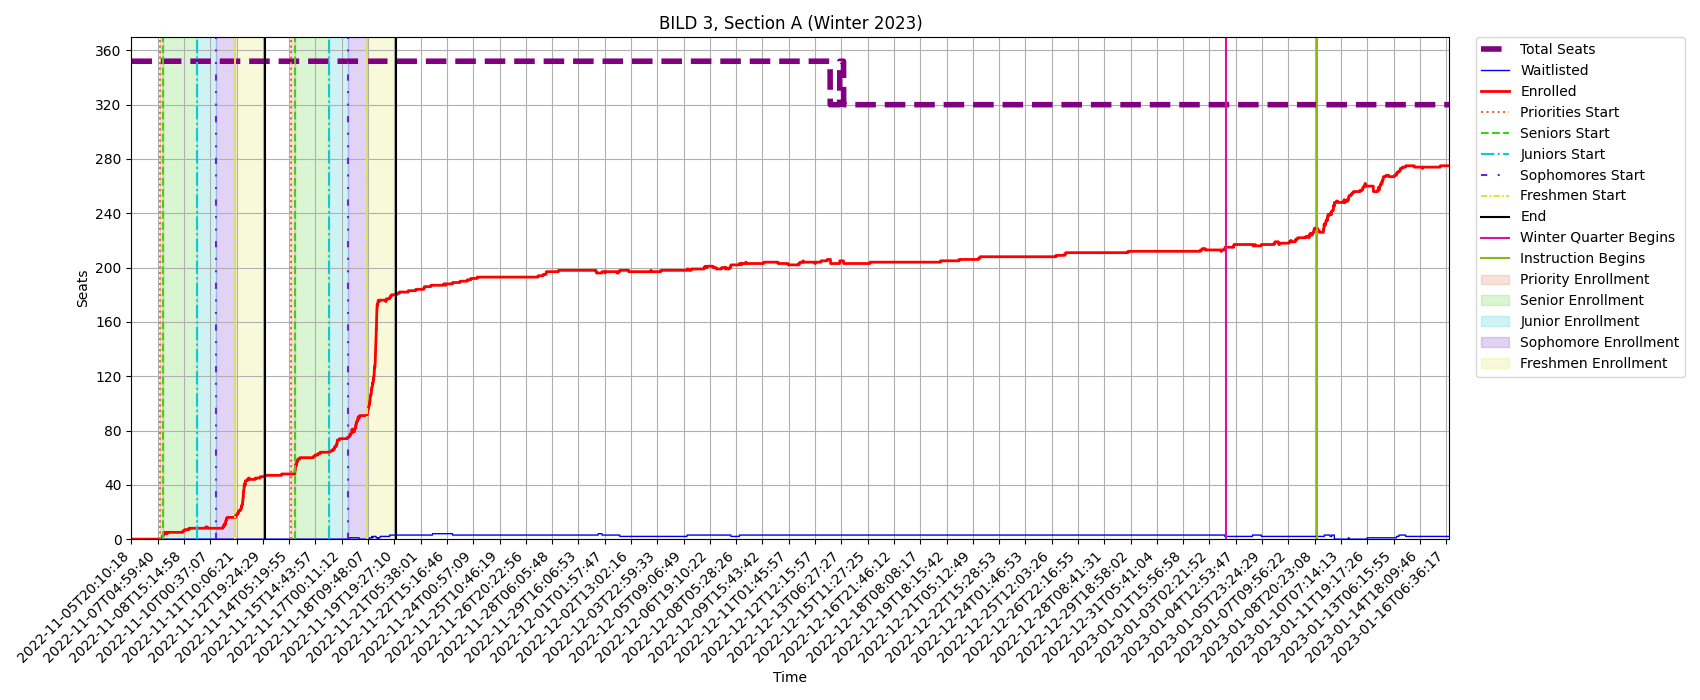 BILD 3, Section A (Winter 2023)
Seats
360
320
280
240
200
160
120
80
40
0
2022-11-05T20:10:18
2022-11-07T04:59:40
2022-11-08T15:14:58
2022-11-10T00:37:07
2022-11-11T10:06:21
2022-11-12T19:24:29
2022-11-14T05:19:55
2022-11-15T14:43:57
2022-11-17T00:11:12
2022-11-18T09:48:07
2022-11-19T19:27:10
2022-11-21T05:38:01
2022-11-22T15:16:46
2022-11-24T00:57:09
2022-11-25T10:46:19
2022-11-26T20:22:56
2022-11-28T06:05:48
2022-11-29T16:06:53
2022-12-01T01:57:47
2022-12-02T13:02:16
2022-12-03T22:59:33
2022-12-05T09:06:49
2022-12-06T19:10:22
2022-12-08T05:28:26
2022-12-09T15:43:42
2022-12-11T01:45:57
2022-12-12T12:15:57
2022-12-13T06:27:27
2022-12-15T11:27:25
2022-12-16T21:46:12
2022-12-18T08:08:17
2022-12-19T18:15:42
2022-12-21T05:12:49
2022-12-22T15:28:53
2022-12-24T01:46:53
2022-12-25T12:03:26
2022-12-26T22:16:55
2022-12-28T08:41:31
2022-12-29T18:58:02
2022-12-31T05:41:04
2023-01-01T15:56:58
2023-01-03T02:21:52
2023-01-04T12:53:47
2023-01-05T23:24:29
2023-01-07T09:56:22
2023-01-08T20:23:08
2023-01-10T07:14:13
2023-01-11T19:17:26
2023-01-13T06:15:55
2023-01-14T18:09:46
2023-01-16T06:36:17
Time
Total Seats
Waitlisted
Enrolled
Priorities Start
Seniors Start
Juniors Start
Sophomores Start
Freshmen Start
End
Winter Quarter Begins
Instruction Begins
Priority Enrollment
Senior Enrollment
Junior Enrollment
Sophomore Enrollment
Freshmen Enrollment